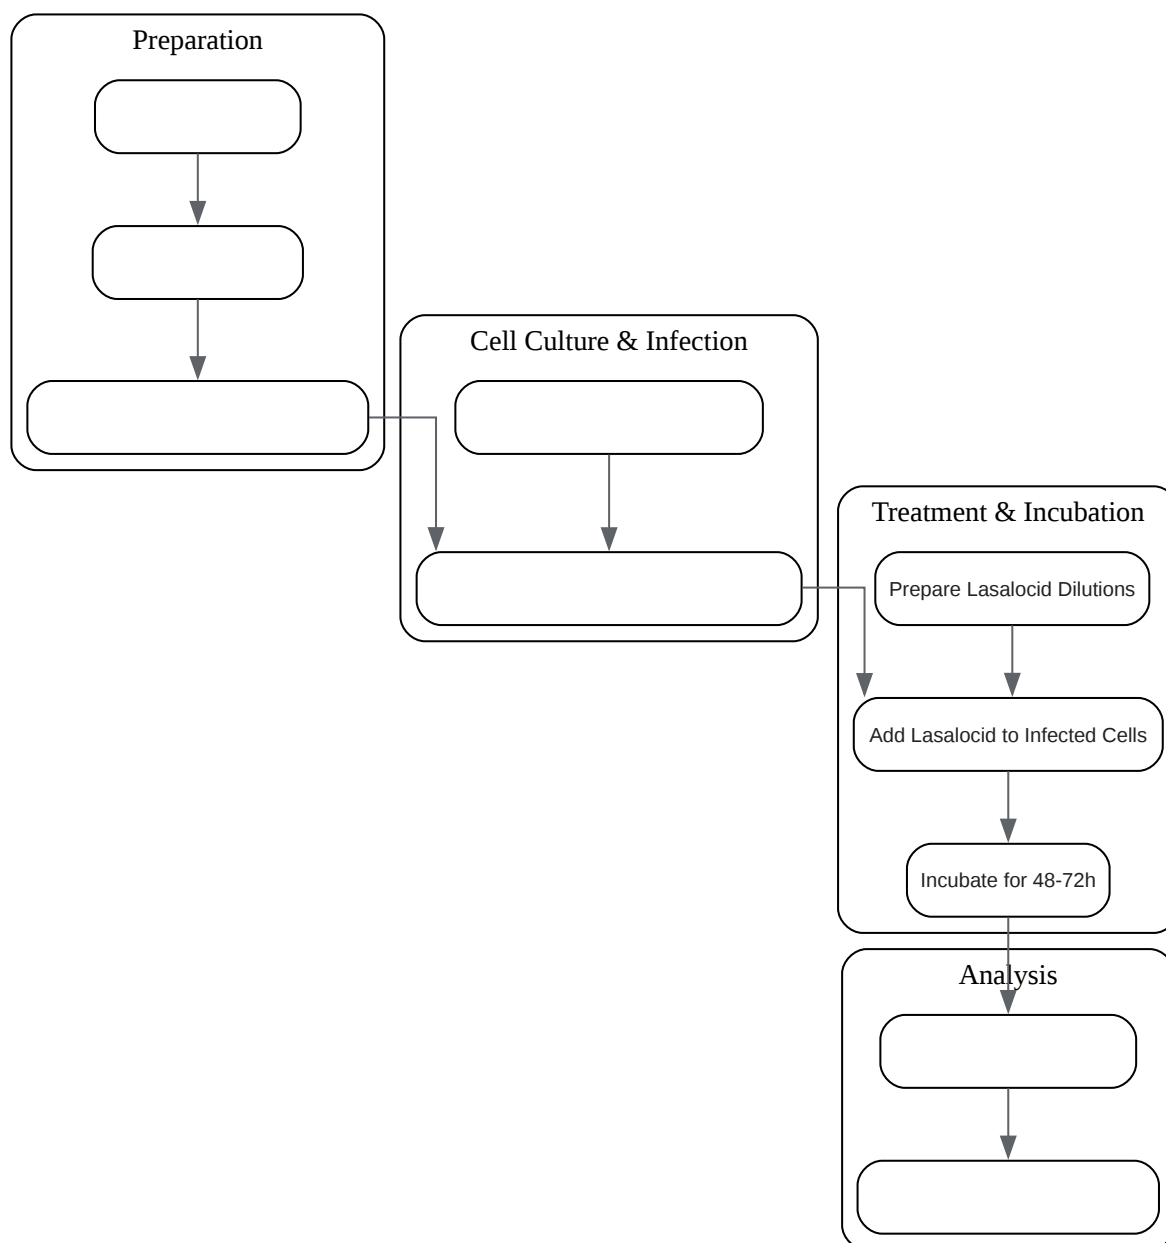 Preparation
Cell Culture & Infection
Treatment & Incubation
Prepare Lasalocid Dilutions
Add Lasalocid to Infected Cells
Incubate for 48-72h
Analysis